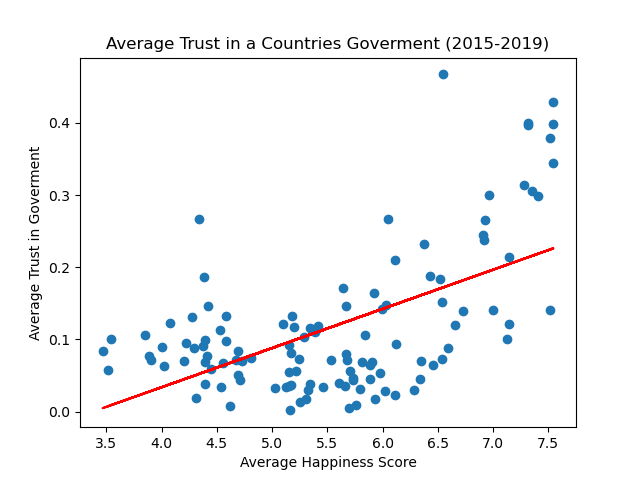 Average Trust in a Countries Goverment (2015-2019)
0.4
0.3
0.2
0.1
0.0
Average Trust in Goverment
3.5 4.0 4.5 5.0 5.5 6.0 6.5 7.0 7.5
Average Happiness Score